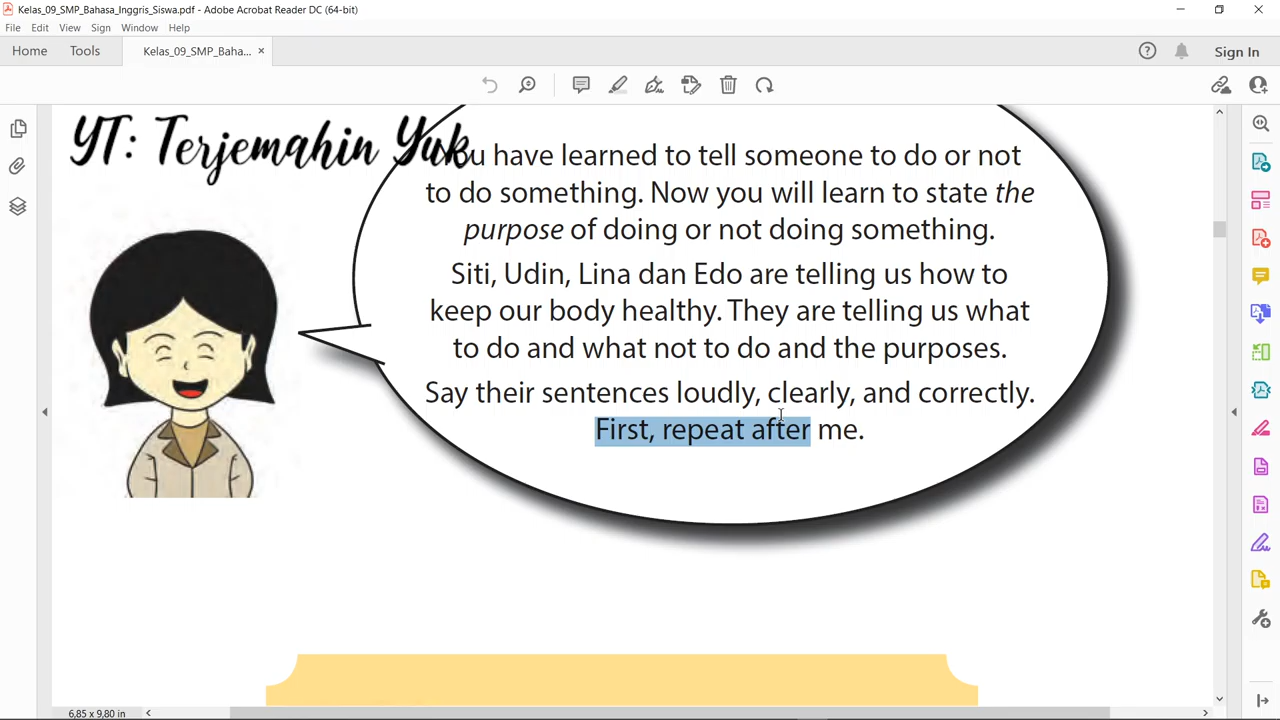 Kelas_09_SMP_Bahasa_Inggris_Siswa.pdf - Adobe Acrobat Reader DC (64-bit)
File Edit View Sign Window Help
Home Tools Kelas_09_SMP_Baha... × Sign In
YT: Terjemahin Yuk
You have learned to tell someone to do or not
to do something. Now you will learn to state the
purpose of doing or not doing something.
Siti, Udin, Lina dan Edo are telling us how to
keep our body healthy. They are telling us what
to do and what not to do and the purposes.
Say their sentences loudly, clearly, and correctly.
First, repeat after me.
6,85 x 9,80 in